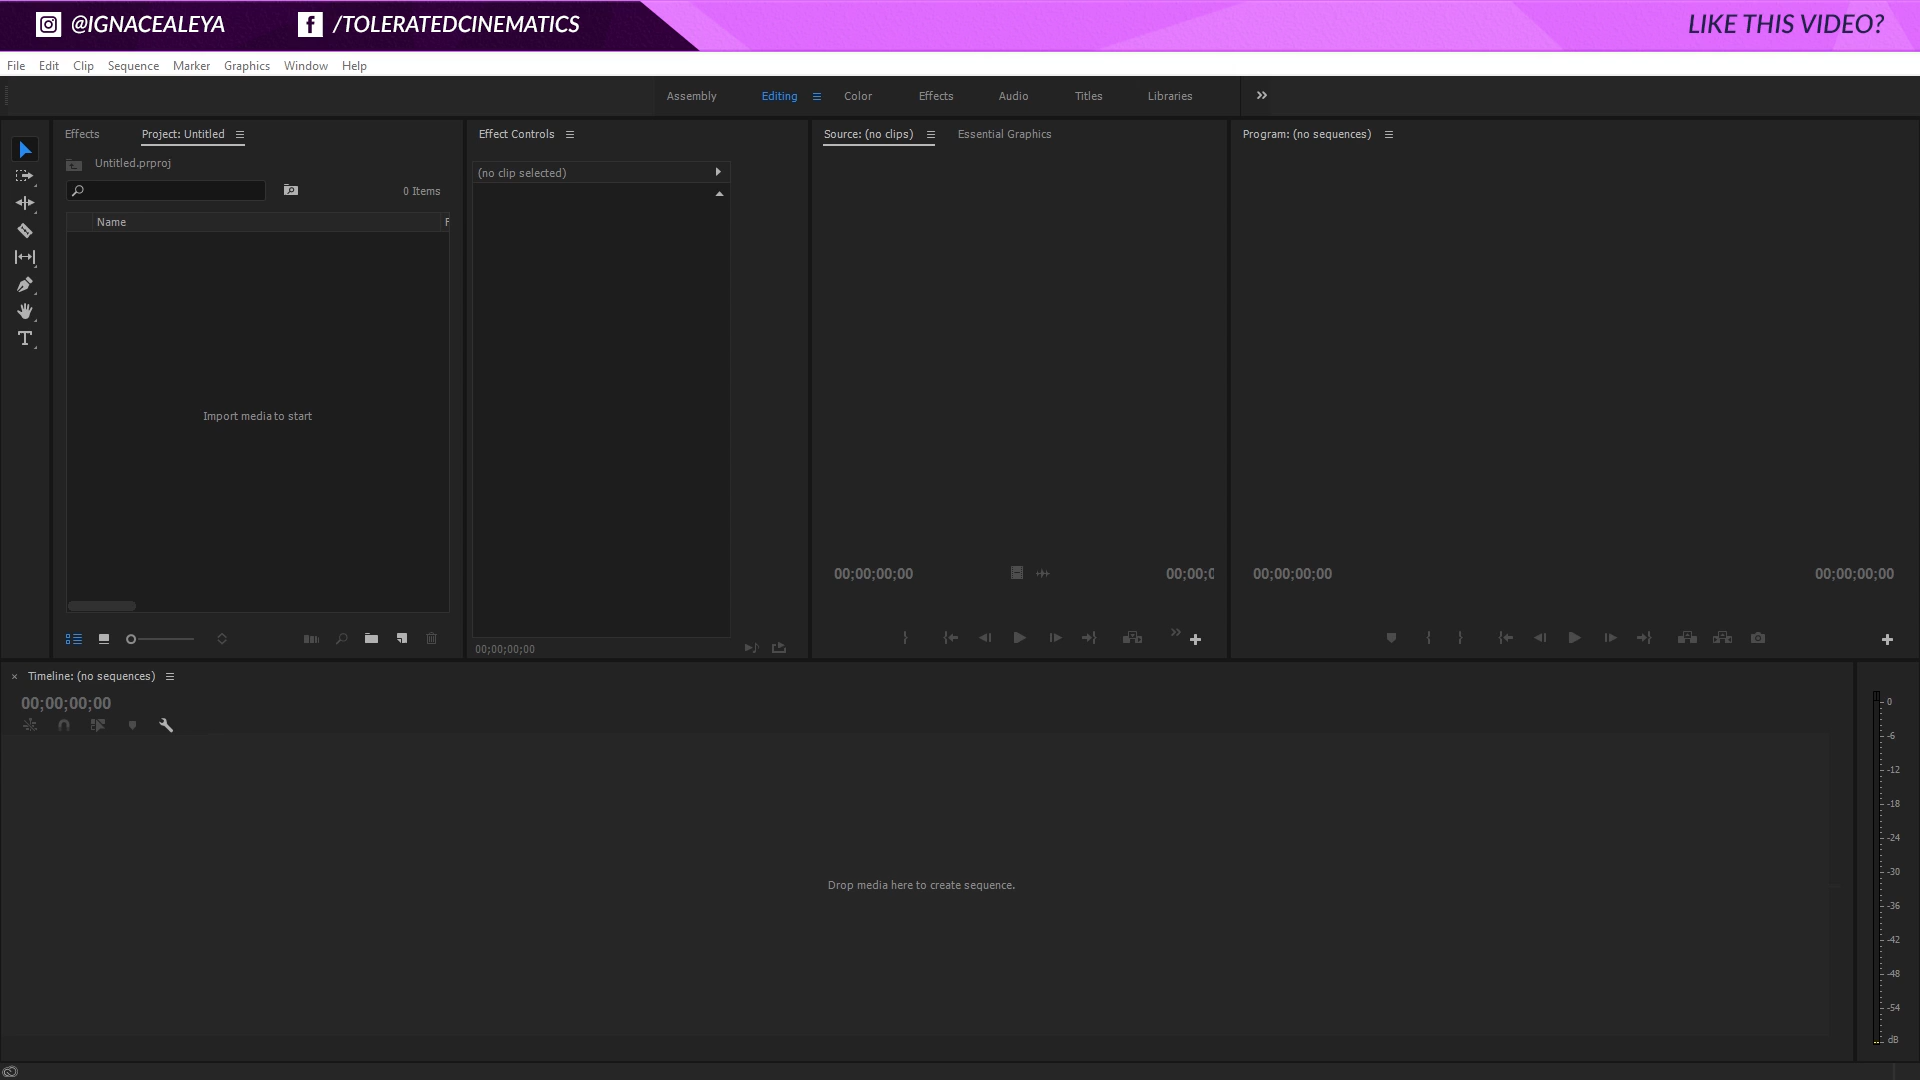 @IGNACEALEYA
/TOLERATEDCINEMATICS
LIKE THIS VIDEO?
File Edit Clip Sequence Marker Graphics Window Help
Assembly Editing Color Effects Audio Titles Libraries
Effects Project: Untitled
Untitled.prproj
0 Items
Name F
Import media to start
Effect Controls
(no clip selected)
00;00;00;00
Source: (no clips) Essential Graphics
00;00;00;00 00;00;0
Program: (no sequences)
00;00;00;00 00;00;00;00
× Timeline: (no sequences)
00;00;00;00
Drop media here to create sequence.
0
-6
-12
-18
-24
-30
-36
-42
-48
-54
dB